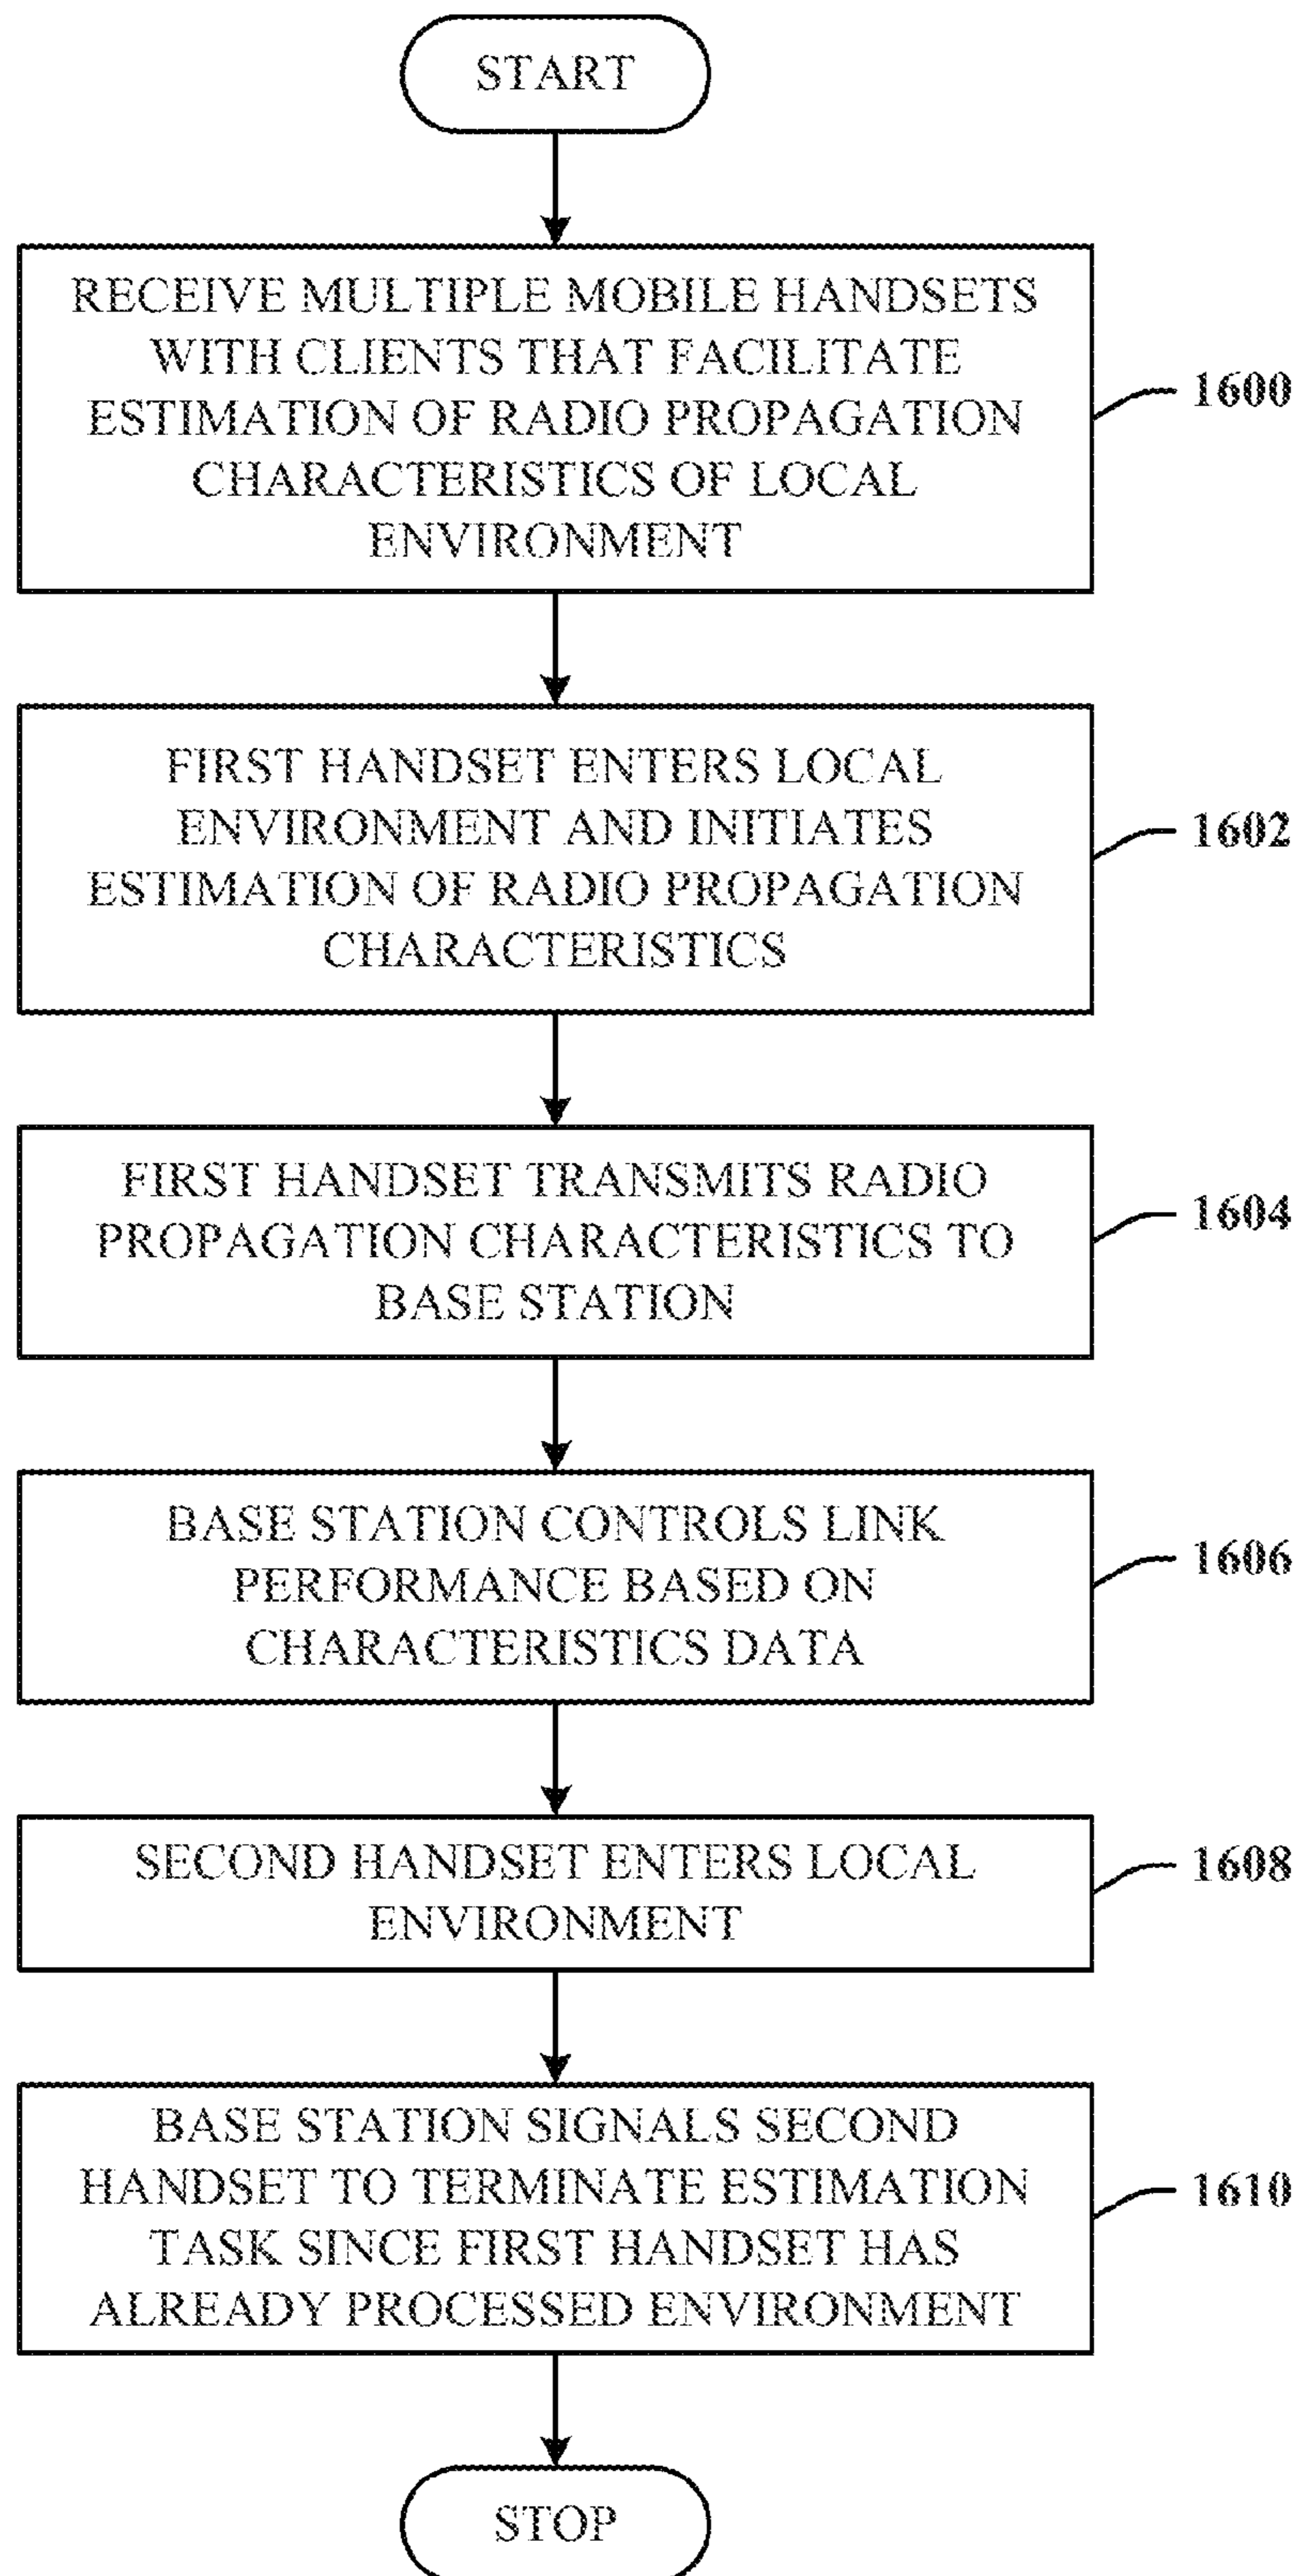 START
RECEIVE MULTIPLE MOBILE HANDSETS
WITH CLIENTS THAT FACILITATE
ESTIMATION OF RADIO PROPAGATION
CHARACTERISTICS OF LOCAL
ENVIRONMENT
1600
FIRST HANDSET ENTERS LOCAL
ENVIRONMENT AND INITIATES
ESTIMATION OF RADIO PROPAGATION
CHARACTERISTICS
1602
FIRST HANDSET TRANSMITS RADIO
PROPAGATION CHARACTERISTICS TO
BASE STATION
1604
BASE STATION CONTROLS LINK
PERFORMANCE BASED ON
CHARACTERISTICS DATA
1606
SECOND HANDSET ENTERS LOCAL
ENVIRONMENT
1608
BASE STATION SIGNALS SECOND
HANDSET TO TERMINATE ESTIMATION
TASK SINCE FIRST HANDSET HAS
ALREADY PROCESSED ENVIRONMENT
1610
STOP